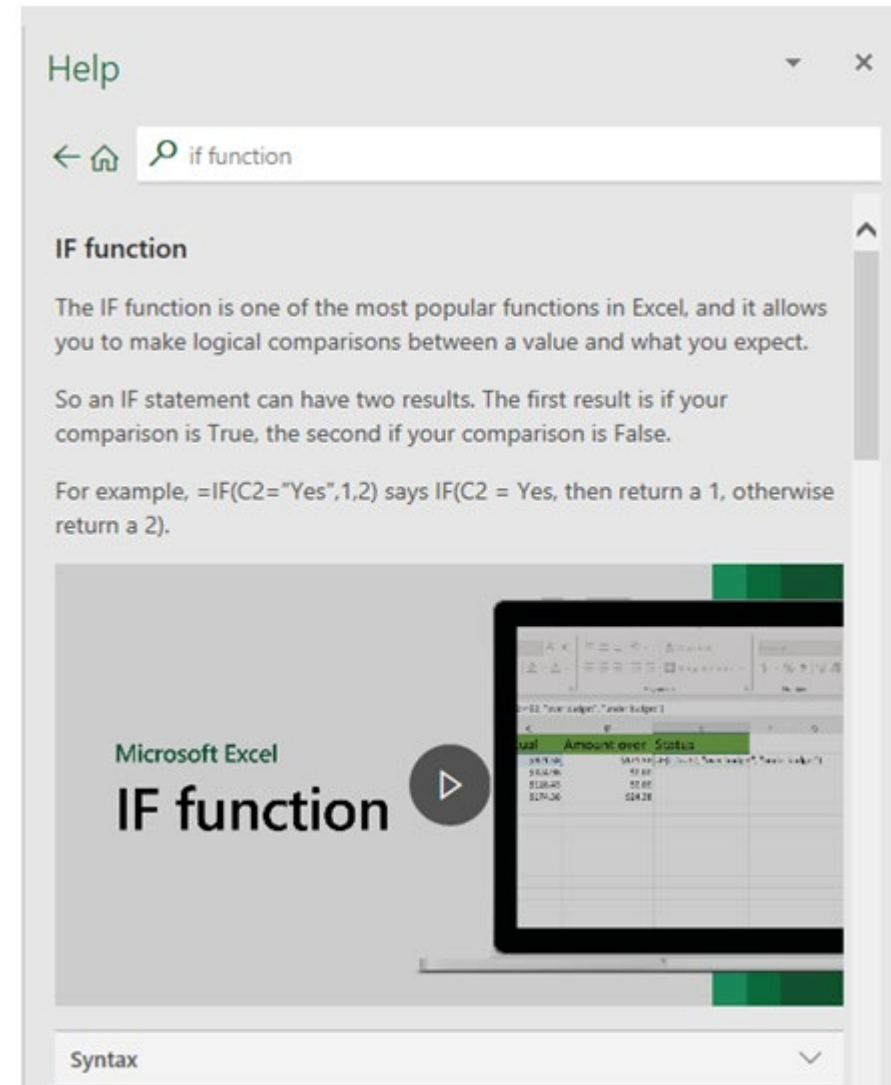 Help
if function
IF function
The IF function is one of the most popular functions in Excel, and it allows
you to make logical comparisons between a value and what you expect.
So an IF statement can have two results. The first result is if your
comparison is True, the second if your comparison is False.
For example, =IF(C2="Yes",1,2) says IF(C2 = Yes, then return a 1, otherwise
return a 2).
Microsoft Excel
IF function
Amount over Status
Syntax